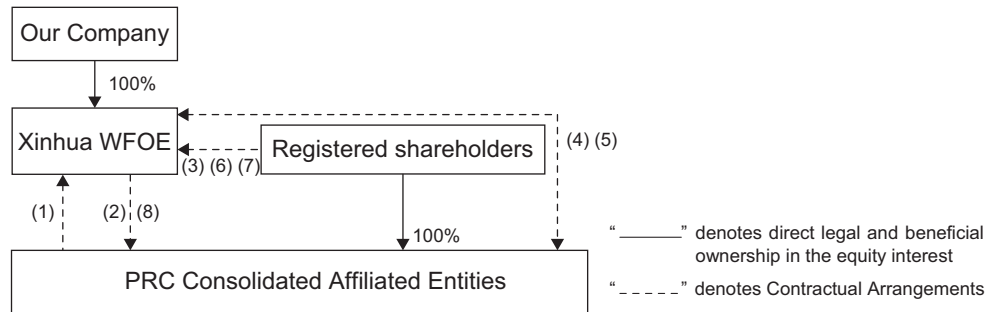 Our Company
100%
Xinhua WFOE
(4) (5)
Registered shareholders
(3) (6) (7)
(1)
(2)
(8)
100%
PRC Consolidated Affiliated Entities
“ ______ ” denotes direct legal and beneficial
ownership in the equity interest
“ _ _ _ _ _ ” denotes Contractual Arrangements